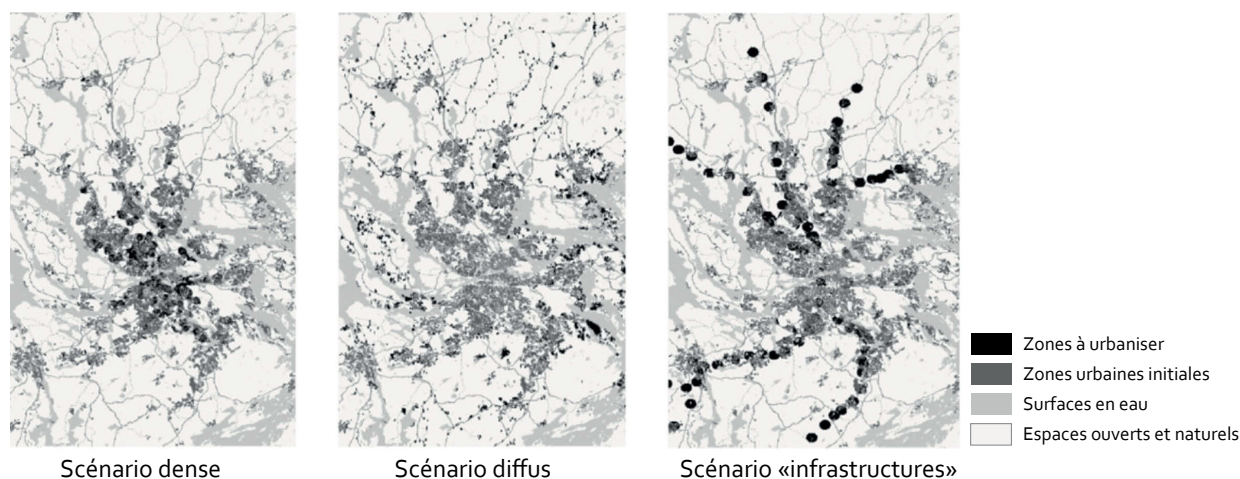 Zones à urbaniser
Zones urbaines initiales
Surfaces en eau
Espaces ouverts et naturels
Scénario dense
Scénario diffus
Scénario «infrastructures»